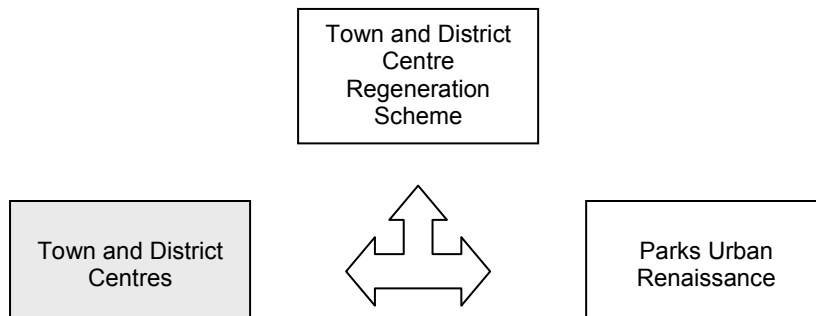 Town and District
Centre
Regeneration
Scheme
Town and District
Centres
Parks Urban
Renaissance